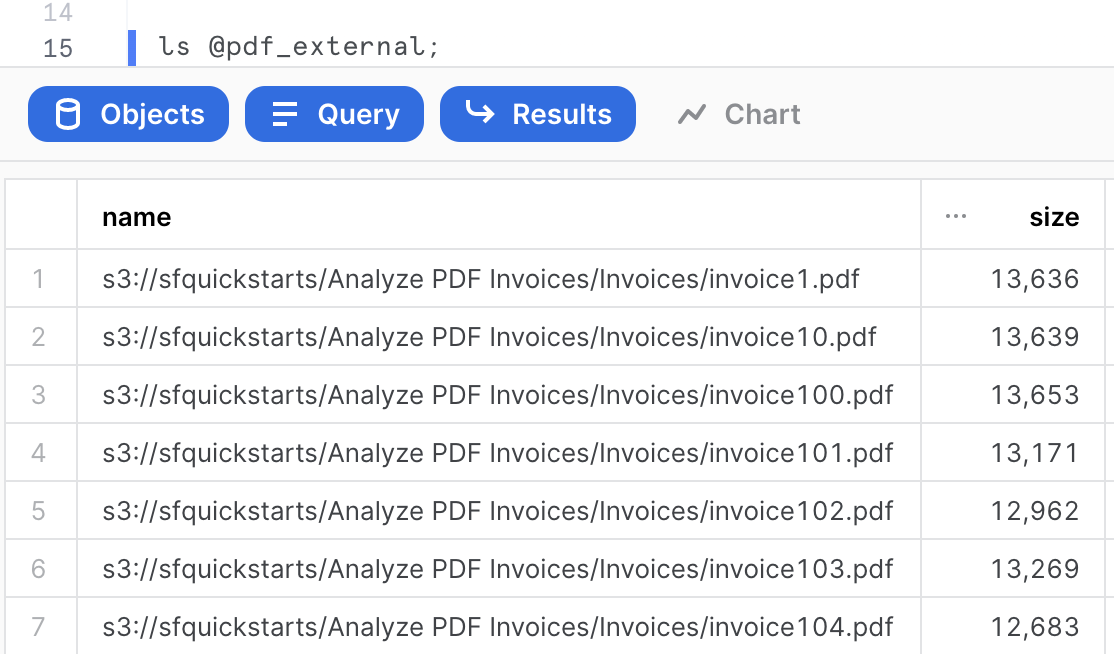 14
15 ls @pdf_external;
Objects Query Results Chart
name ... size
1 s3://sfquickstarts/Analyze PDF Invoices/Invoices/invoice1.pdf 13,636
2 s3://sfquickstarts/Analyze PDF Invoices/Invoices/invoice10.pdf 13,639
3 s3://sfquickstarts/Analyze PDF Invoices/Invoices/invoice100.pdf 13,653
4 s3://sfquickstarts/Analyze PDF Invoices/Invoices/invoice101.pdf 13,171
5 s3://sfquickstarts/Analyze PDF Invoices/Invoices/invoice102.pdf 12,962
6 s3://sfquickstarts/Analyze PDF Invoices/Invoices/invoice103.pdf 13,269
7 s3://sfquickstarts/Analyze PDF Invoices/Invoices/invoice104.pdf 12,683